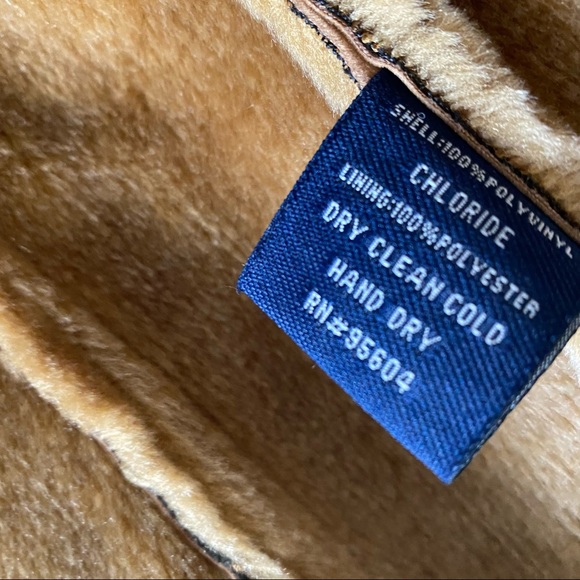 SHELL:100%POLYVINYL
CHLORIDE
LINING:100%POLYESTER
DRY CLEAN COLD
HAND DRY
RN#95604